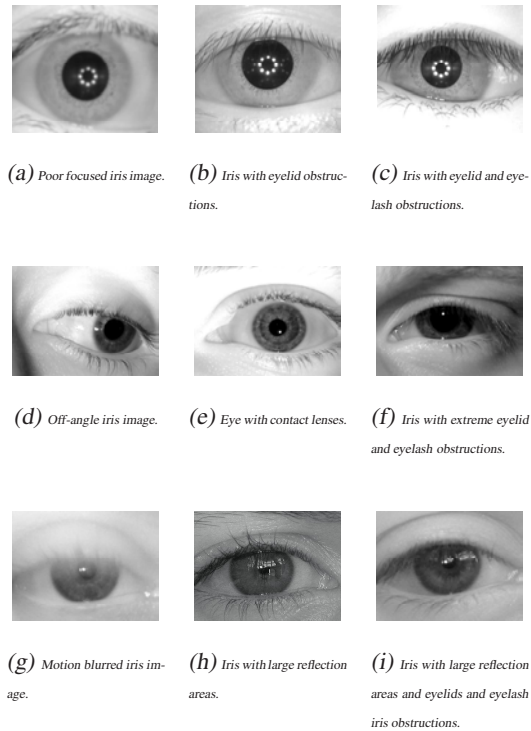 (a) Poor focused iris image.
(b) Iris with eyelid obstruc-
tions.
(c) Iris with eyelid and eye-
lash obstructions.
(d) Off-angle iris image.
(e) Eye with contact lenses.
(f) Iris with extreme eyelid
and eyelash obstructions.
(g) Motion blurred iris im-
age.
(h) Iris with large reflection
areas.
(i) Iris with large reflection
areas and eyelids and eyelash
iris obstructions.